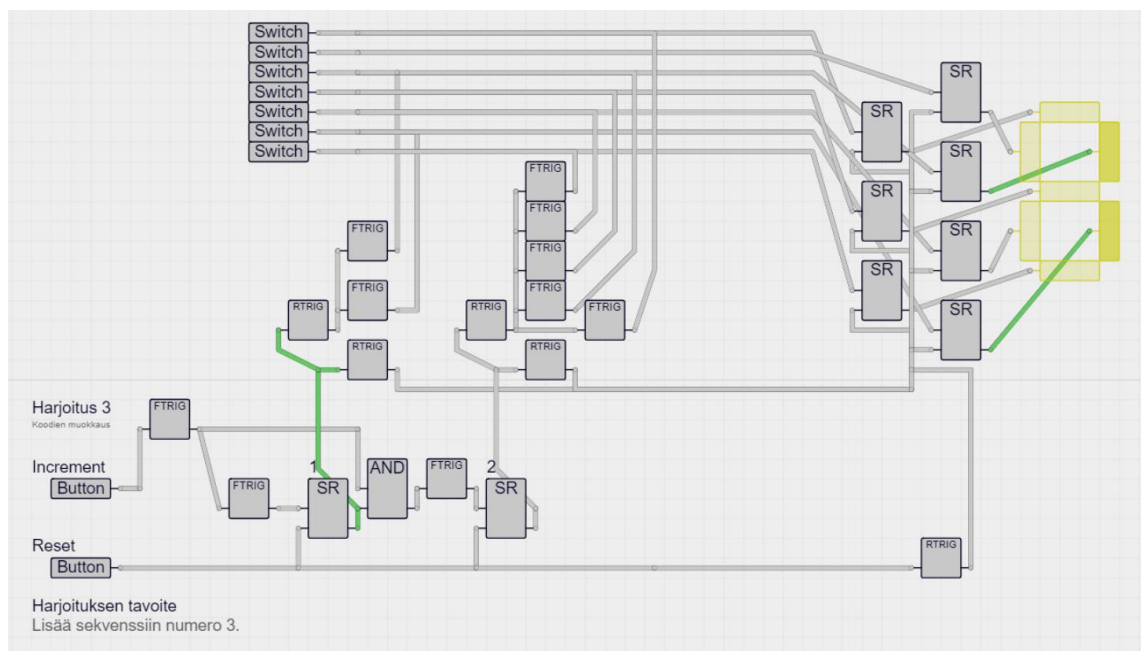 Switch
Switch
Switch
Switch
Switch
Switch
Switch
SR
SR
SR
FTRIG
SR
FTRIG
SR
FTRIG
SR
FTRIG
SR
FTRIG
FTRIG
RTRIG
RTRIG
FTRIG
SR
RTRIG
RTRIG
Harjoitus 3
Koodien muokkaus
FTRIG
Increment
Button
1
SR
AND
FTRIG
2
SR
FTRIG
Reset
Button
RTRIG
Harjoituksen tavoite
Lisää sekvenssiin numero 3.